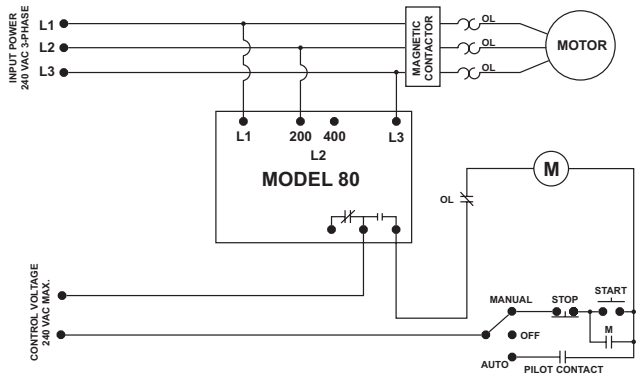 INPUT POWER
240 VAC 3-PHASE
L1
L2
L3
MAGNETIC
CONTACTOR
OL
OL
OL
MOTOR
L1
200
400
L3
L2
MODEL 80
OL
M
CONTROL VOLTAGE
240 VAC MAX.
MANUAL
STOP
START
OFF
M
AUTO
PILOT CONTACT